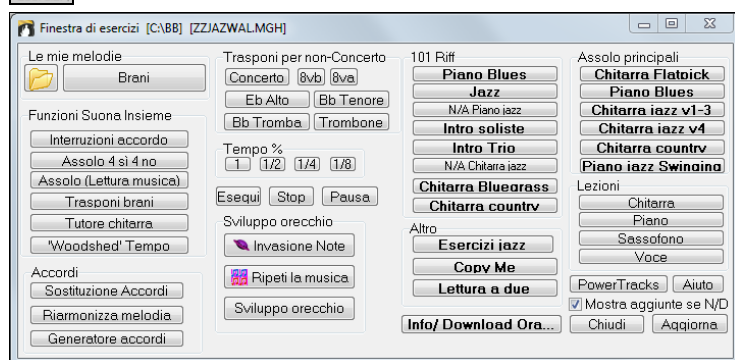 Finestra di esercizi [C:\BB] [ZZJAZWAL.MGH]
Le mie melodie
Brani
Funzioni Suona Insieme
Interruzioni accordo
Assolo 4 sì 4 no
Assolo (Lettura musica)
Trasponi brani
Tutore chitarra
'Woodshed' Tempo
Accordi
Sostituzione Accordi
Riarmonizza melodia
Generatore accordi
Trasponi per non-Concerto
Concerto 8vb 8va
Eb Alto Bb Tenore
Bb Tromba Trombone
Tempo %
1 1/2 1/4 1/8
Esequi Stop Pausa
Sviluppo orecchio
Invasione Note
Ripeti la musica
Sviluppo orecchio
101 Riff
Piano Blues
Jazz
N/A Piano jazz
Intro soliste
Intro Trio
N/A Chitarra jazz
Chitarra Bluegrass
Chitarra country
Altro
Esercizi jazz
Copy Me
Lettura a due
Info/ Download Ora...
Assolo principali
Chitarra Flatpick
Piano Blues
Chitarra jazz v1-3
Chitarra jazz v4
Chitarra country
Piano jazz Swinging
Lezioni
Chitarra
Piano
Sassofono
Voce
PowerTracks Aiuto
Mostra aggiunte se N/D
Chiudi Aggiorna